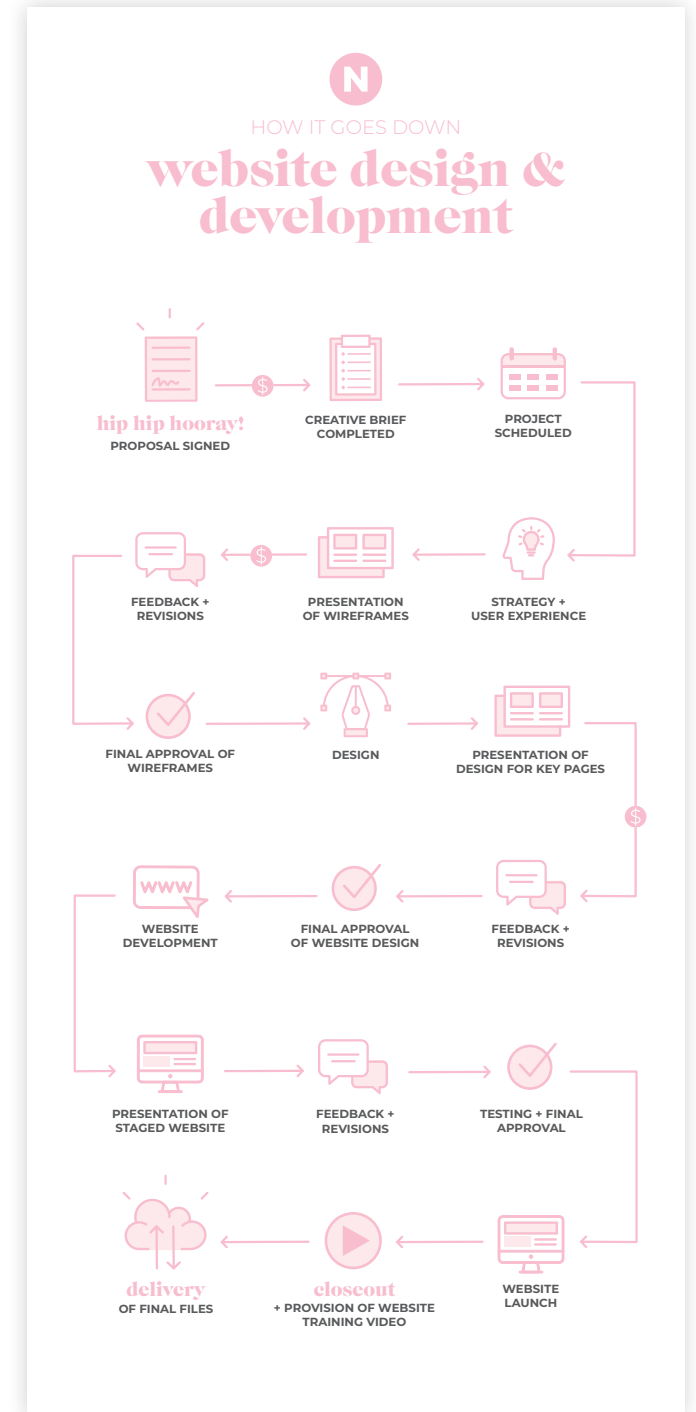 N
HOW IT GOES DOWN
website design &
development
$
hip hip hooray!
PROPOSAL SIGNED
CREATIVE BRIEF
COMPLETED
PROJECT
SCHEDULED
STRATEGY +
USER EXPERIENCE
PRESENTATION
OF WIREFRAMES
$
FEEDBACK +
REVISIONS
FINAL APPROVAL OF
WIREFRAMES
DESIGN
PRESENTATION OF
DESIGN FOR KEY PAGES
$
FEEDBACK +
REVISIONS
FINAL APPROVAL
OF WEBSITE DESIGN
WWW
WEBSITE
DEVELOPMENT
PRESENTATION OF
STAGED WEBSITE
FEEDBACK +
REVISIONS
TESTING + FINAL
APPROVAL
WEBSITE
LAUNCH
closeout
+ PROVISION OF WEBSITE
TRAINING VIDEO
delivery
OF FINAL FILES